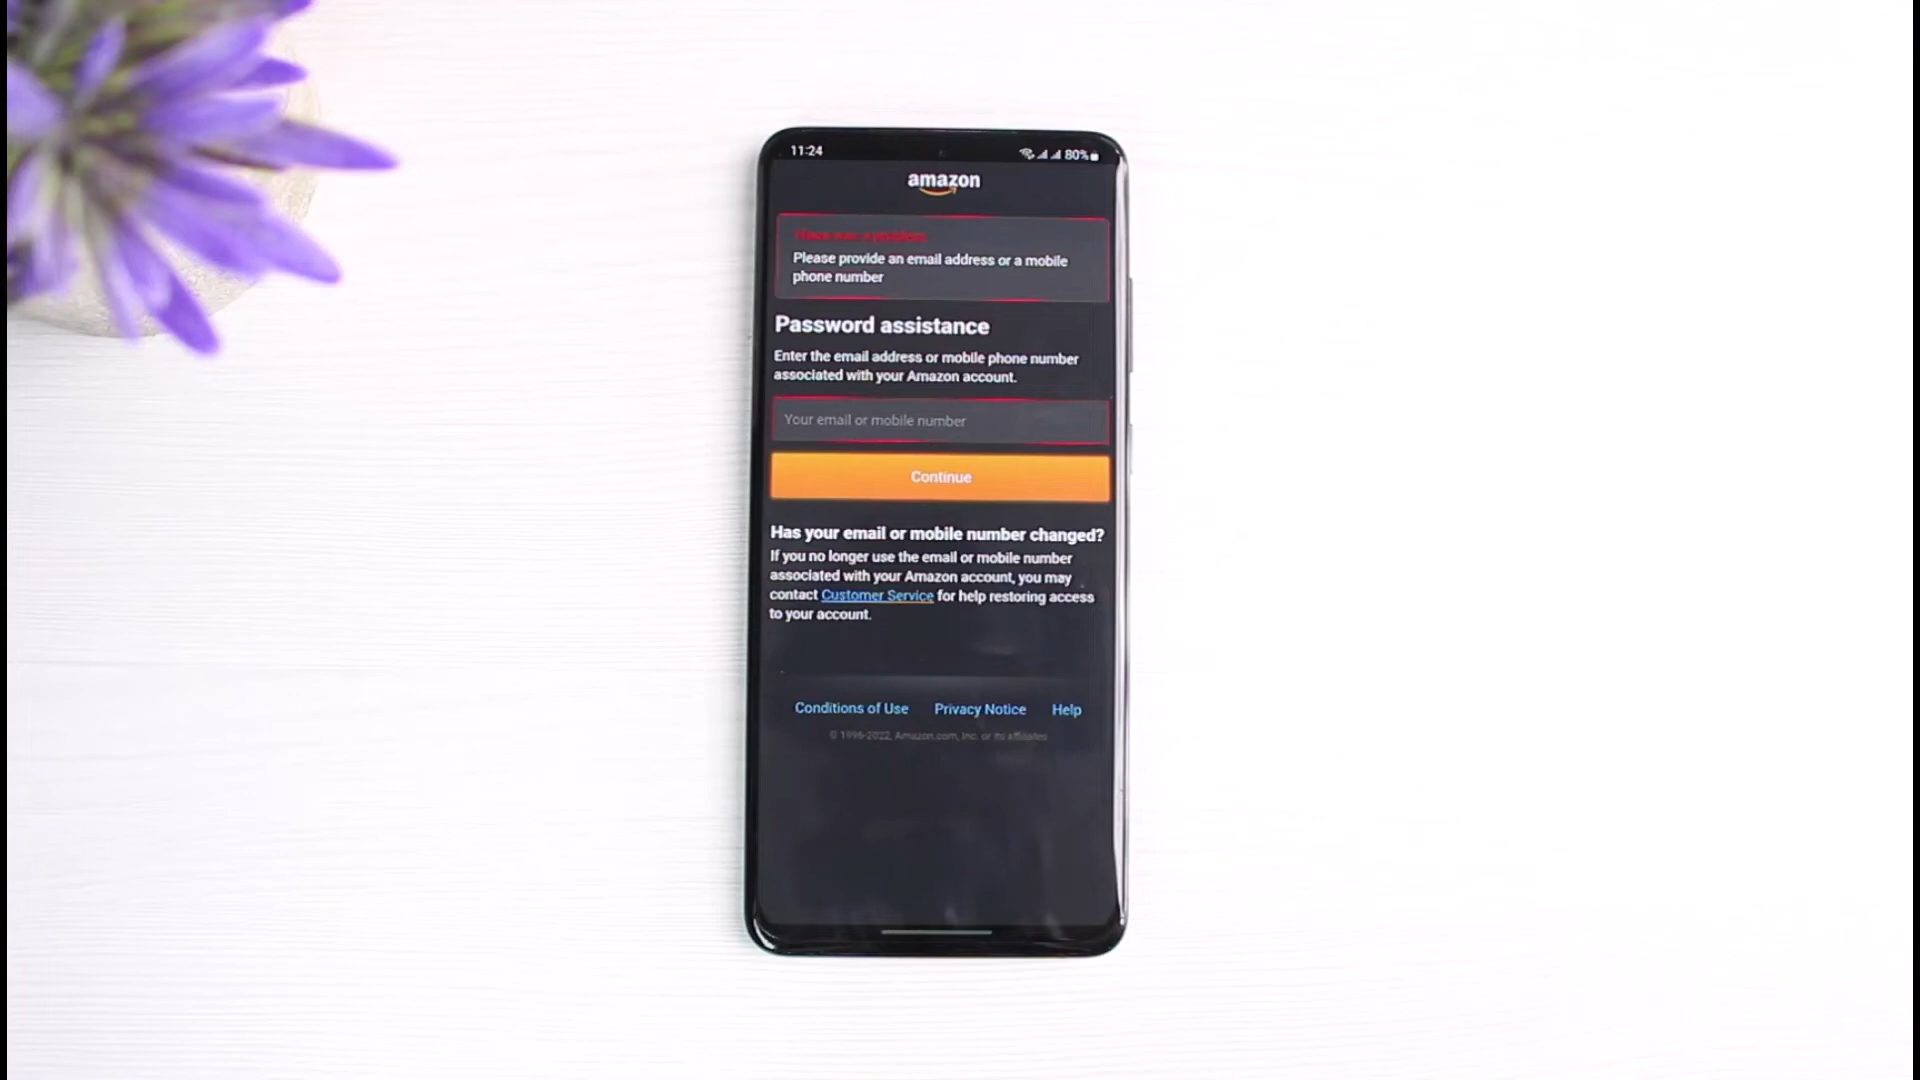 11:24
80%
amazon
There was a problem
Please provide an email address or a mobile
phone number
Password assistance
Enter the email address or mobile phone number
associated with your Amazon account.
Your email or mobile number
Continue
Has your email or mobile number changed?
If you no longer use the email or mobile number
associated with your Amazon account, you may
contact Customer Service for help restoring access
to your account.
Conditions of Use Privacy Notice Help
© 1996-2022, Amazon.com, Inc. or its affiliates